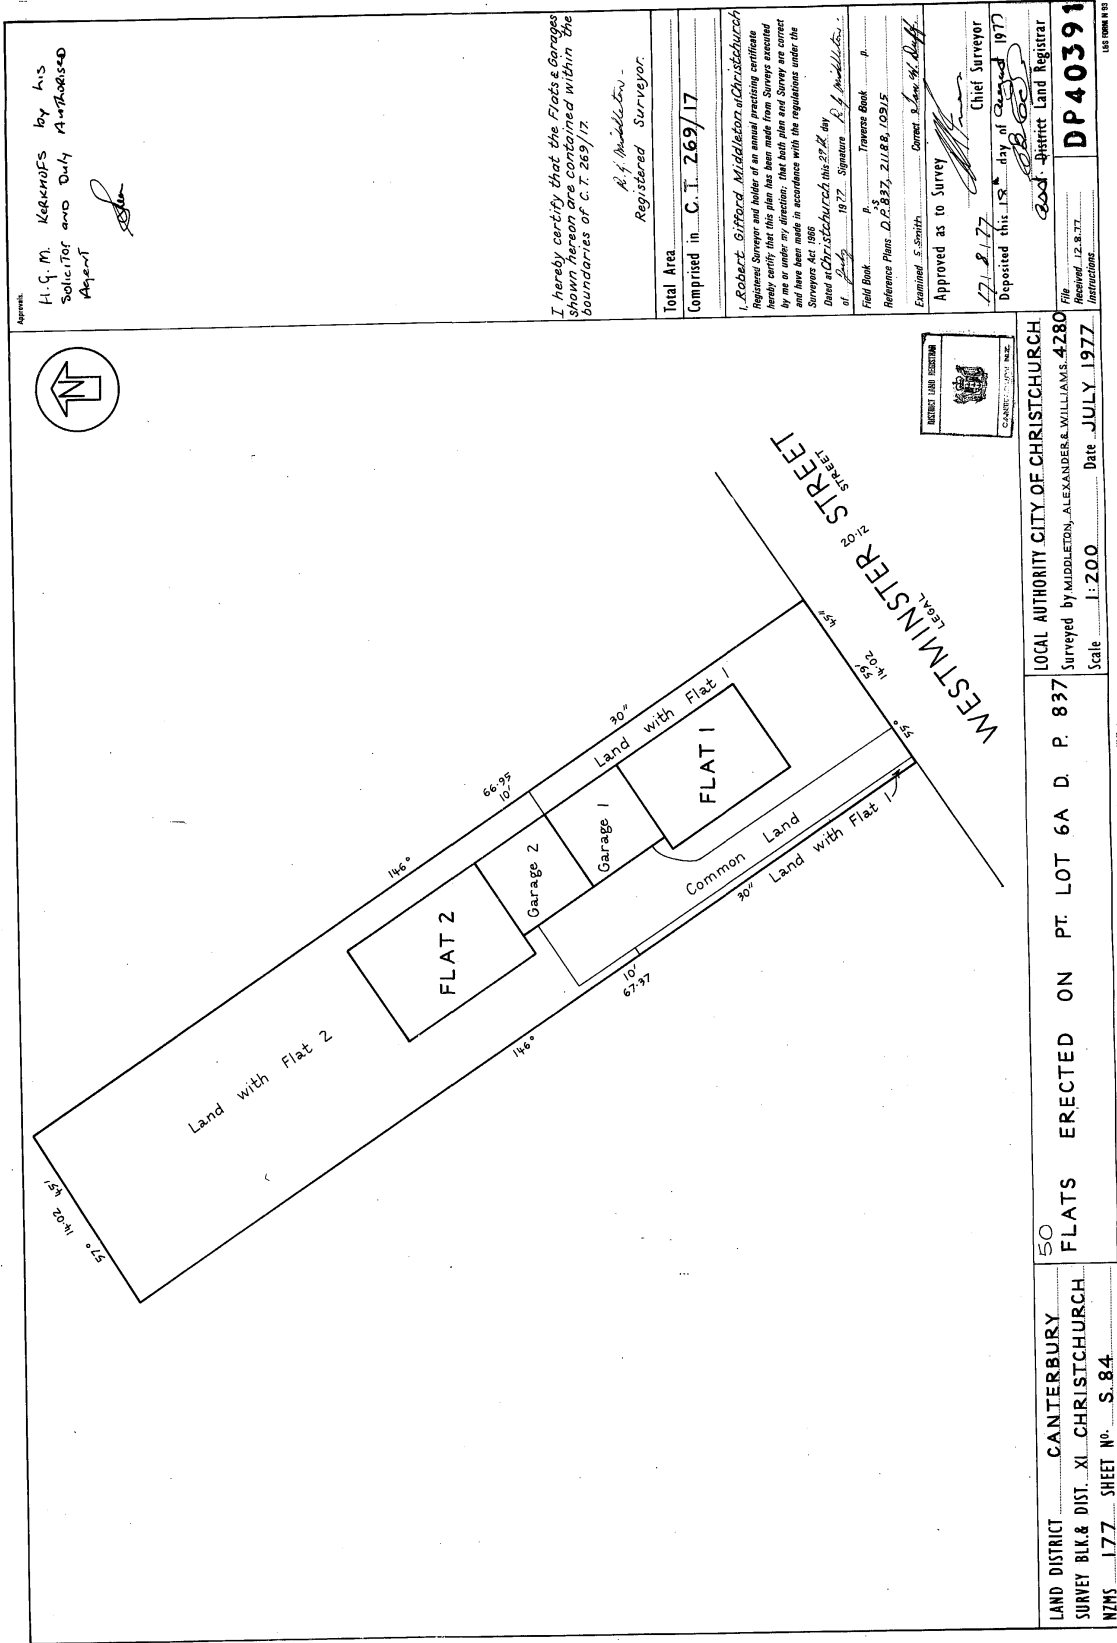 Approvals.
H. G. M. KERKHOFS by his
Solicitor and Duly AUTHORISED
Agent
I hereby certify that the Flats & Garages
shown hereon are contained within the
boundaries of C.T. 269/17.
R. G. Middleton
Registered Surveyor.
Total Area
Comprised in C.T. 269/17
I, Robert Gifford Middleton of Christchurch
Registered Surveyor and holder of an annual practising certificate
hereby certify that this plan has been made from Surveys executed
by me or under my direction; that both plan and Survey are correct
and have been made in accordance with the regulations under the
Surveyors Act 1966
Dated at Christchurch this 29th day
of July 1977 Signature R. G. Middleton.
Field Book p. Traverse Book p.
Reference Plans D.P.'s 837, 21188, 10915
Examined S. Smith Correct
Approved as to Survey
17/8/77 Chief Surveyor
Deposited this 18th day of August 1977
Asst. District Land Registrar
File
Received 12.8.77
Instructions
DP40391
L&S FORM N 93
N
146°
66.95
10'
30"
Land with Flat 1
45"
59'
14.02
55°
WESTMINSTER STREET
LEGAL 20.12 STREET
FLAT 1
Garage 1
Garage 2
FLAT 2
Common Land
30" Land with Flat 1
10'
67.37
146°
Land with Flat 2
57° 14.02 45'
DISTRICT LAND REGISTRAR
CANTERBURY N.Z.
LAND DISTRICT CANTERBURY
SURVEY BLK. & DIST. XI CHRISTCHURCH
NZMS 177 SHEET No. S.84
50
FLATS ERECTED ON PT. LOT 6A D. P. 837
LOCAL AUTHORITY CITY OF CHRISTCHURCH
Surveyed by MIDDLETON, ALEXANDER & WILLIAMS. 4280
Scale 1:200 Date JULY 1977